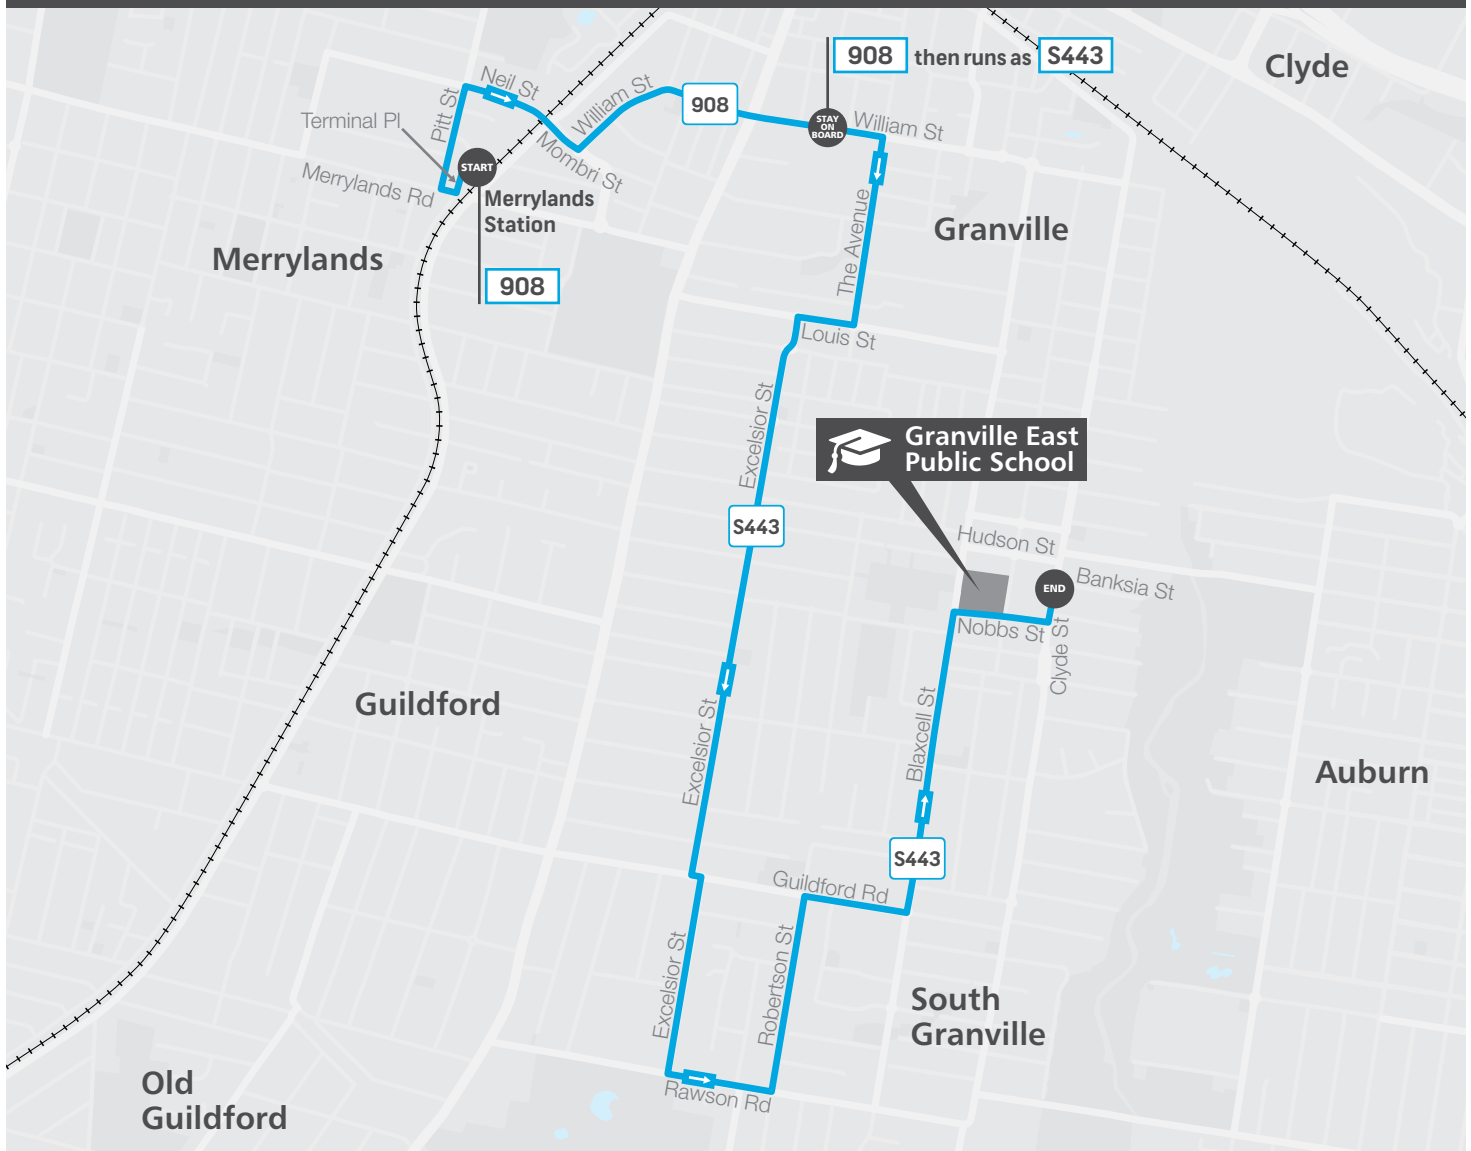 908 then runs as S443
Clyde
Neil St
William St
Pitt St
908
STAY
ON
BOARD
William St
Terminal Pl
Mombri St
START
Merrylands Rd
Merrylands
Station
The Avenue
Granville
Merrylands
908
Louis St
Excelsior St
Granville East
Public School
S443
Hudson St
END
Banksia St
Nobbs St
Clyde St
Excelsior St
Guildford
Blaxcell St
Auburn
S443
Guildford Rd
Excelsior St
Robertson St
South
Granville
Old
Guildford
Rawson Rd